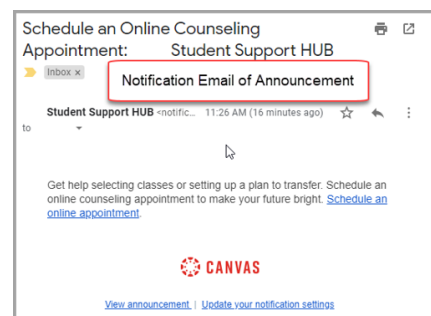 Schedule an Online Counseling
Appointment: Student Support HUB
Inbox x
Notification Email of Announcement
Student Support HUB <notific... 11:26 AM (16 minutes ago)
to
Get help selecting classes or setting up a plan to transfer. Schedule an
online counseling appointment to make your future bright. Schedule an
online appointment.
CANVAS
View announcement | Update your notification settings